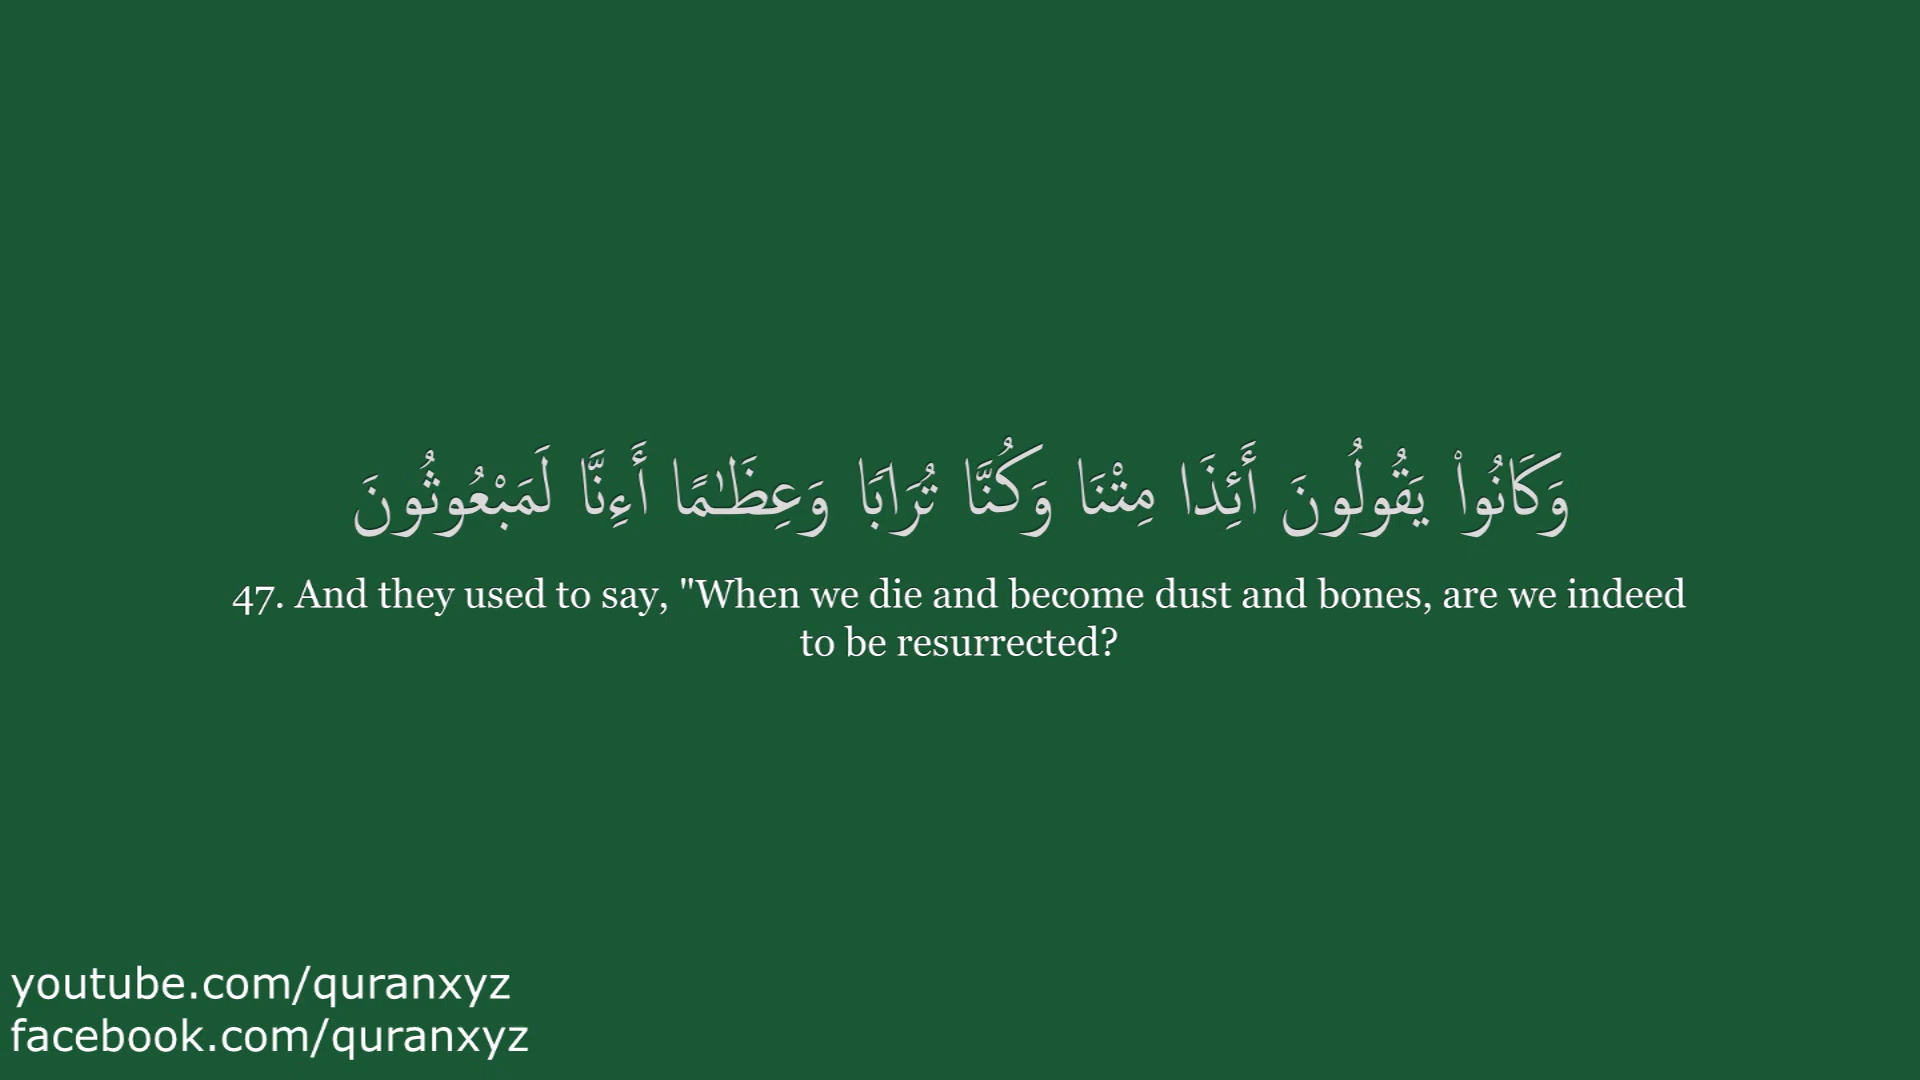 وَكَانُوا۟ يَقُولُونَ أَئِذَا مِتْنَا وَكُنَّا تُرَابًا وَعِظَـٰمًا أَءِنَّا لَمَبْعُوثُونَ
47. And they used to say, "When we die and become dust and bones, are we indeed
to be resurrected?
youtube.com/quranxyz
facebook.com/quranxyz